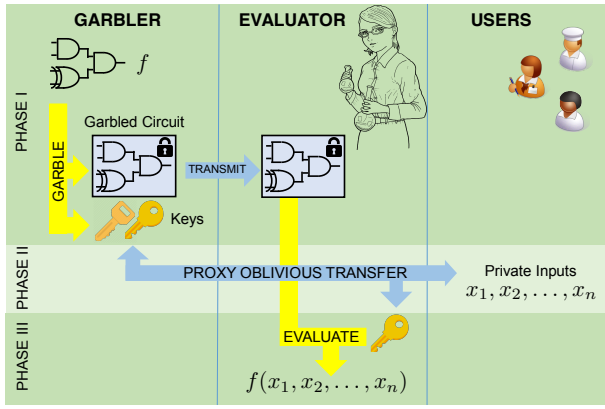 GARBLER
EVALUATOR
USERS
PHASE I
f
Garbled Circuit
GARBLE
TRANSMIT
Keys
PHASE II
PROXY OBLIVIOUS TRANSFER
Private Inputs
x₁, x₂, . . . , xₙ
PHASE III
EVALUATE
f(x₁, x₂, . . . , xₙ)